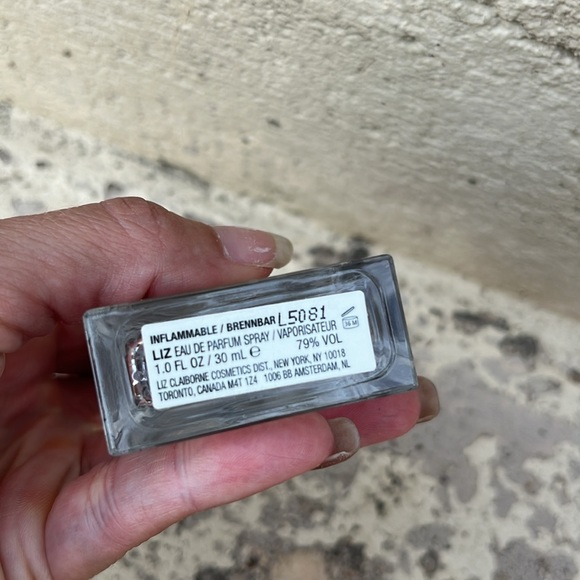 INFLAMMABLE / BRENNBAR L5081
LIZ EAU DE PARFUM SPRAY / VAPORISATEUR
1.0 FL OZ / 30 mL ℮ 79% VOL
LIZ CLAIBORNE COSMETICS DIST., NEW YORK, NY 10018
TORONTO, CANADA M4T 1Z4 1006 BB AMSTERDAM, NL